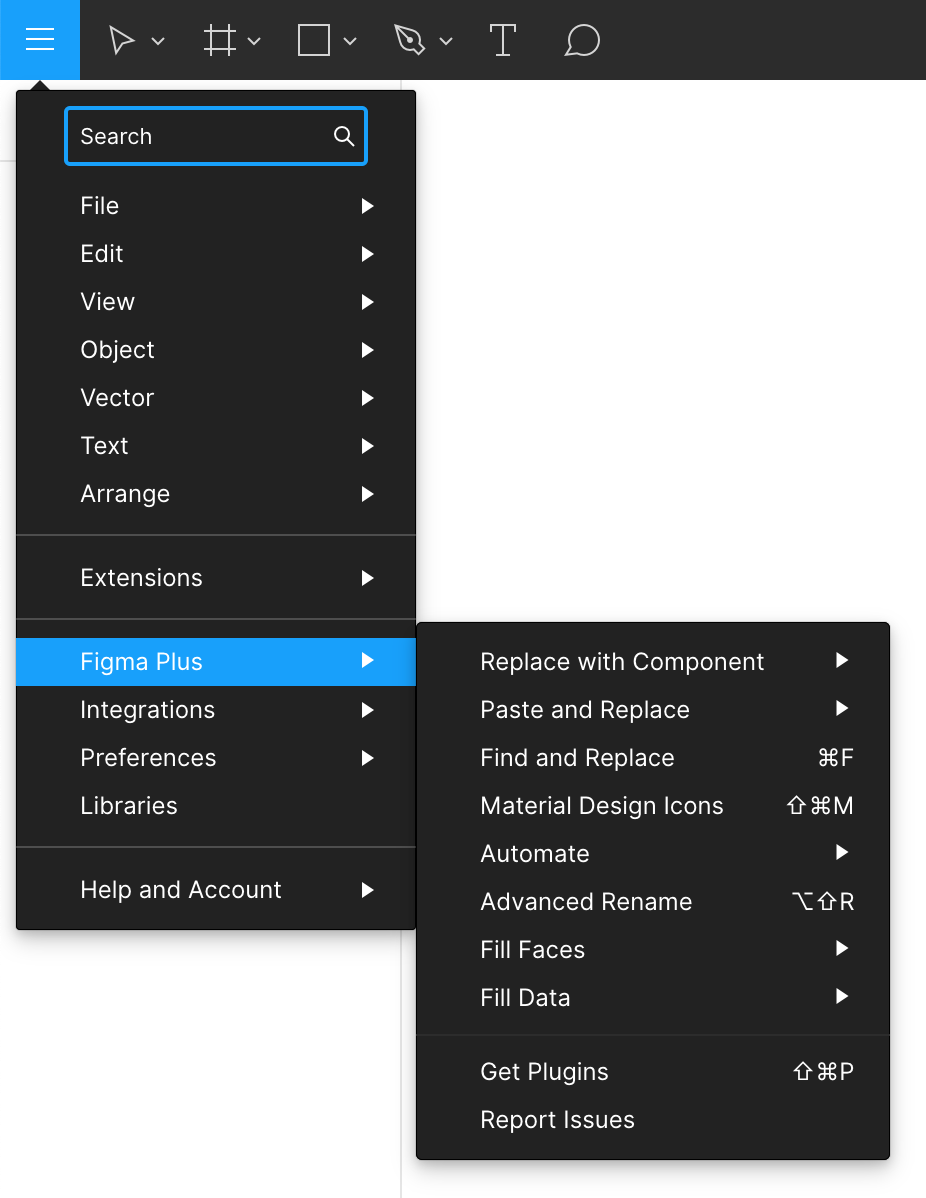 Search
File
Edit
View
Object
Vector
Text
Arrange
Extensions
Figma Plus
Integrations
Preferences
Libraries
Help and Account
Replace with Component
Paste and Replace
Find and Replace ⌘F
Material Design Icons ⇧⌘M
Automate
Advanced Rename ⌥⇧R
Fill Faces
Fill Data
Get Plugins ⇧⌘P
Report Issues